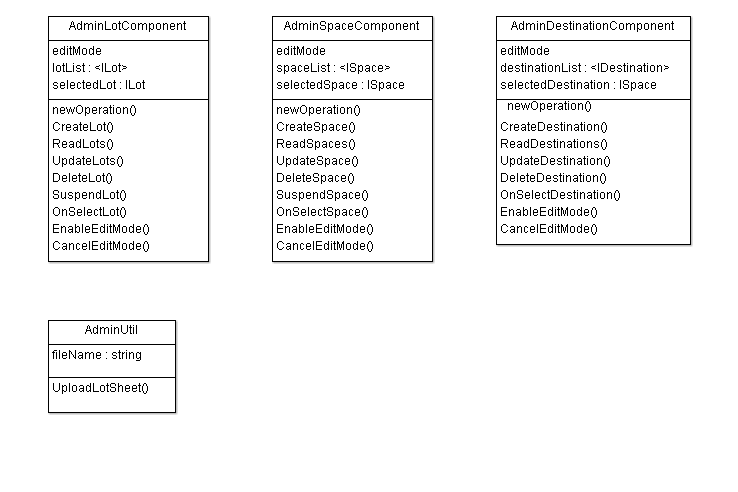 AdminLotComponent
editMode
lotList : <ILot>
selectedLot : ILot
newOperation()
CreateLot()
ReadLots()
UpdateLots()
DeleteLot()
SuspendLot()
OnSelectLot()
EnableEditMode()
CancelEditMode()
AdminSpaceComponent
editMode
spaceList : <ISpace>
selectedSpace : ISpace
newOperation()
CreateSpace()
ReadSpaces()
UpdateSpace()
DeleteSpace()
SuspendSpace()
OnSelectSpace()
EnableEditMode()
CancelEditMode()
AdminDestinationComponent
editMode
destinationList : <IDestination>
selectedDestination : ISpace
newOperation()
CreateDestination()
ReadDestinations()
UpdateDestination()
DeleteDestination()
OnSelectDestination()
EnableEditMode()
CancelEditMode()
AdminUtil
fileName : string
UploadLotSheet()